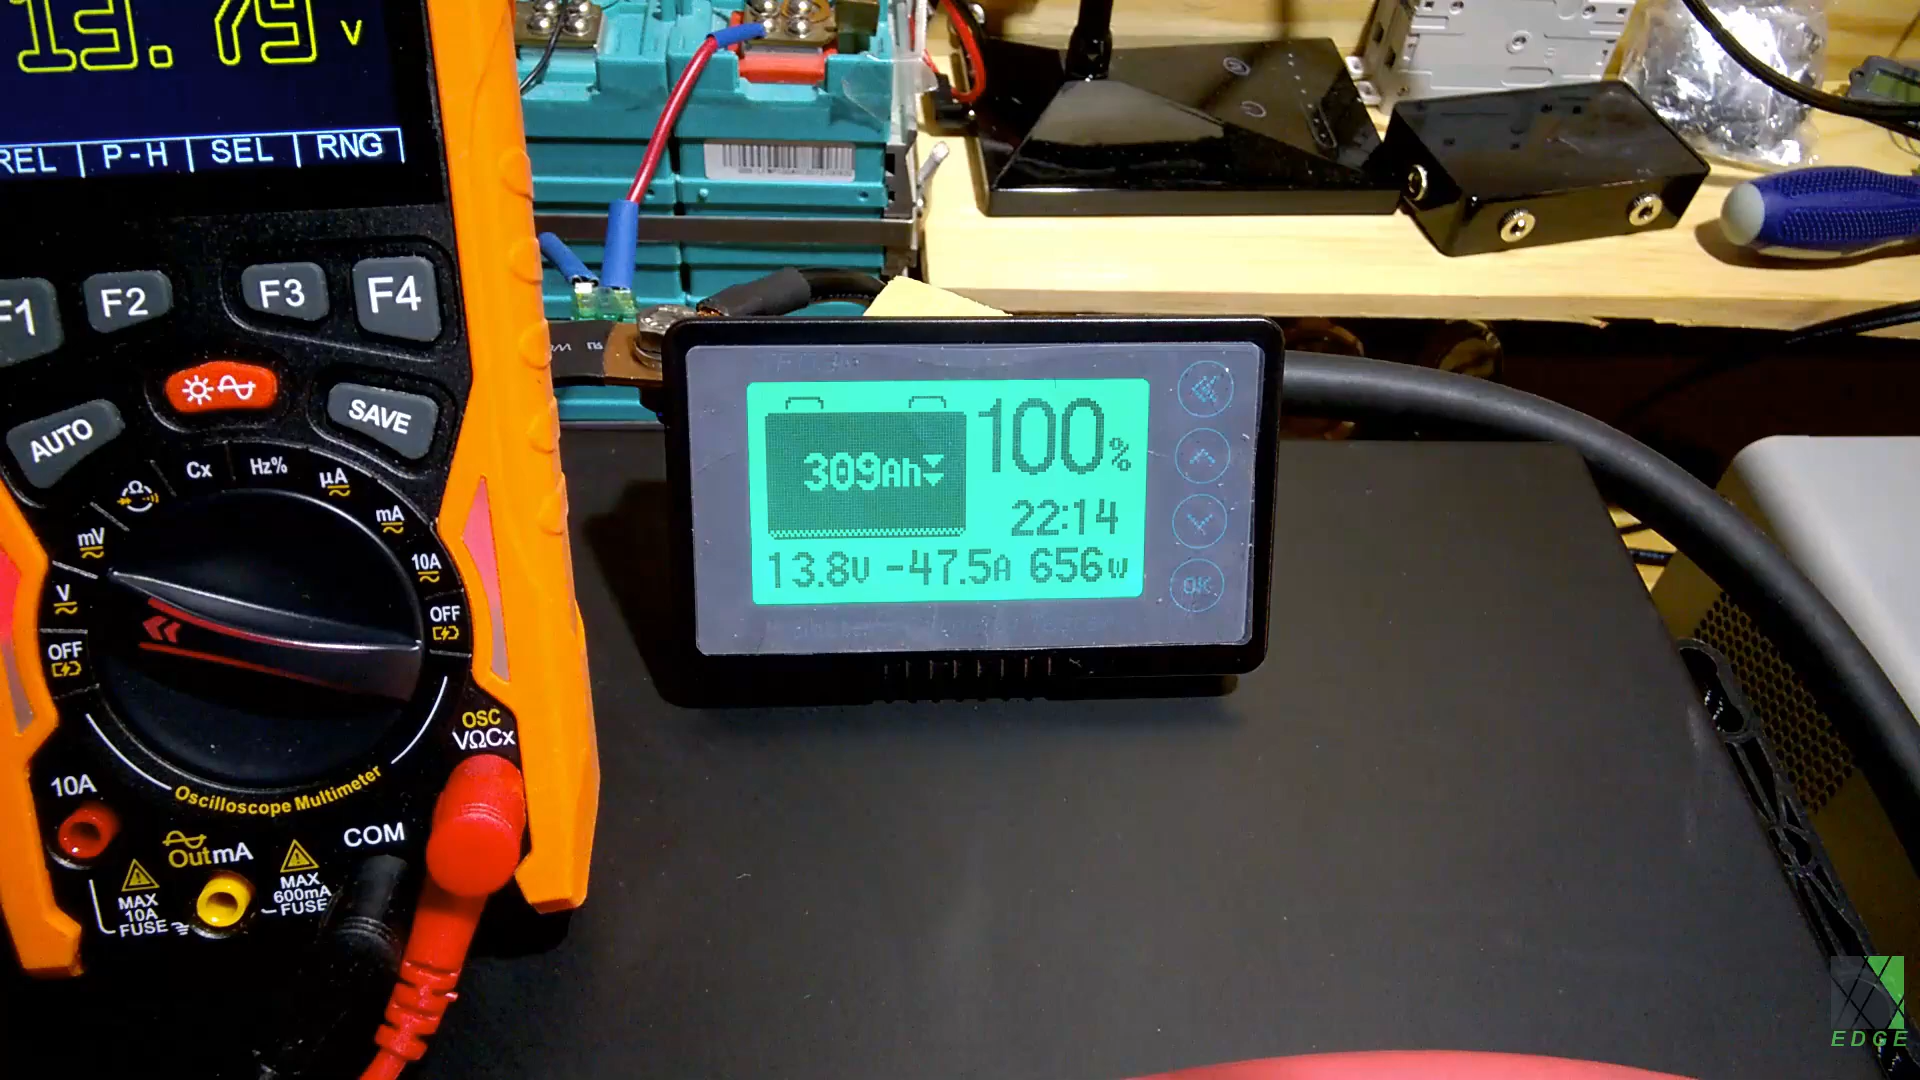 13.79 V
REL P-H SEL RNG
F1 F2 F3 F4
AUTO
SAVE
Cx
Hz%
Ω
µA
mA
mV
10A
V
OFF
OFF
OSC
VΩCx
Oscilloscope Multimeter
10A
COM
OutmA
MAX
10A
FUSE
MAX
600mA
FUSE
100%
309Ah
22:14
13.8V -47.5A 656W
OK
EDGE